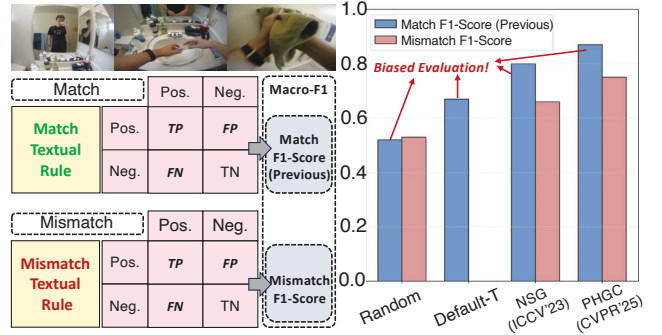 Match
Pos.
Neg.
Macro-F1
Match
Textual
Rule
Pos.
TP
FP
Neg.
FN
TN
Match
F1-Score
(Previous)
Mismatch
Pos.
Neg.
Mismatch
Textual
Rule
Pos.
TP
FP
Neg.
FN
TN
Mismatch
F1-Score
1.0
0.8
0.6
0.4
0.2
0.0
Match F1-Score (Previous)
Mismatch F1-Score
Biased Evaluation!
Random
Default-T
NSG
(ICCV'23)
PHGC
(CVPR'25)